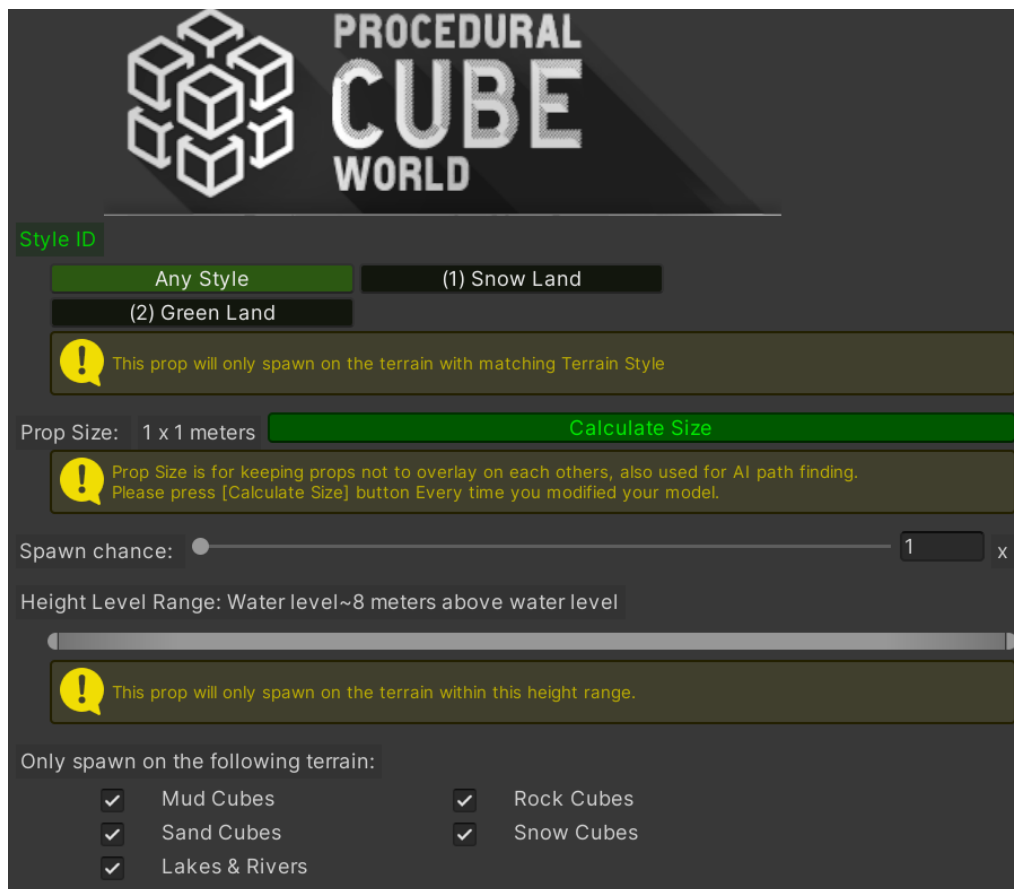 PROCEDURAL
CUBE
WORLD
Style ID
Any Style
(1) Snow Land
(2) Green Land
This prop will only spawn on the terrain with matching Terrain Style
Prop Size: 1 x 1 meters Calculate Size
Prop Size is for keeping props not to overlay on each others, also used for AI path finding.
Please press [Calculate Size] button Every time you modified your model.
Spawn chance: 1 x
Height Level Range: Water level~8 meters above water level
This prop will only spawn on the terrain within this height range.
Only spawn on the following terrain:
Mud Cubes
Rock Cubes
Sand Cubes
Snow Cubes
Lakes & Rivers